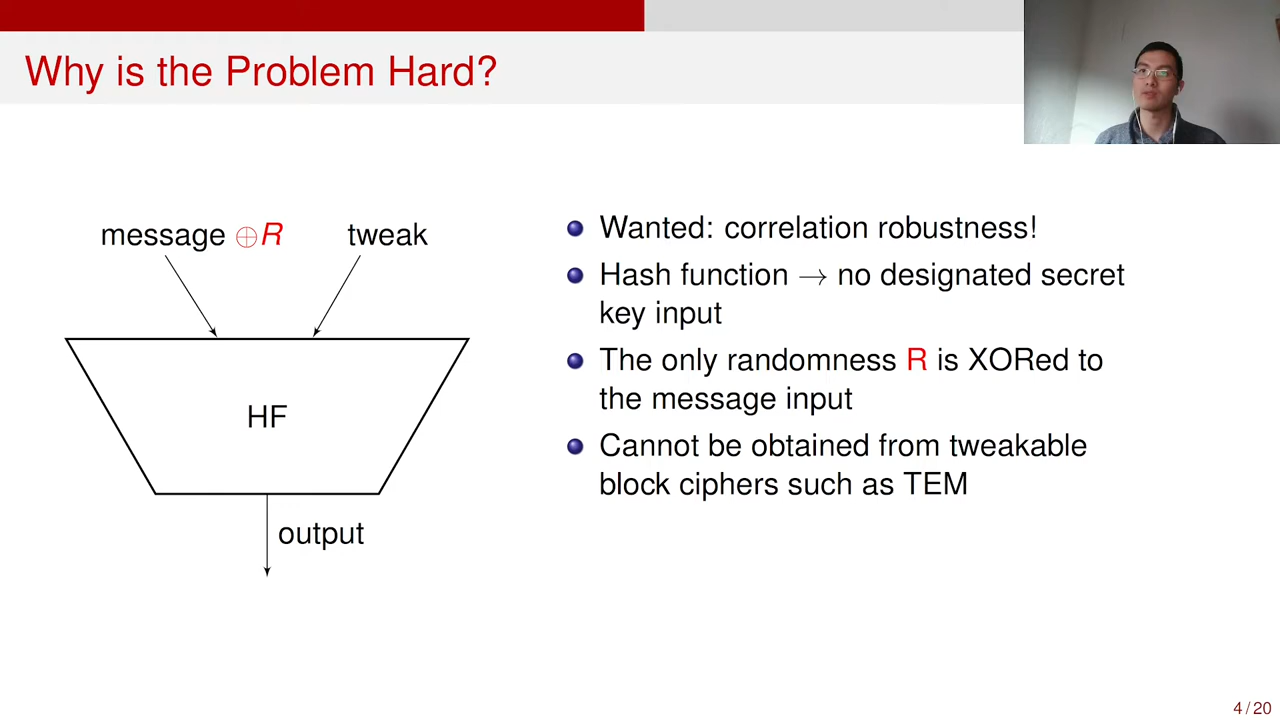 Why is the Problem Hard?
message ⊕R
tweak
HF
output
Wanted: correlation robustness!
Hash function → no designated secret
key input
The only randomness R is XORed to
the message input
Cannot be obtained from tweakable
block ciphers such as TEM
4 / 20